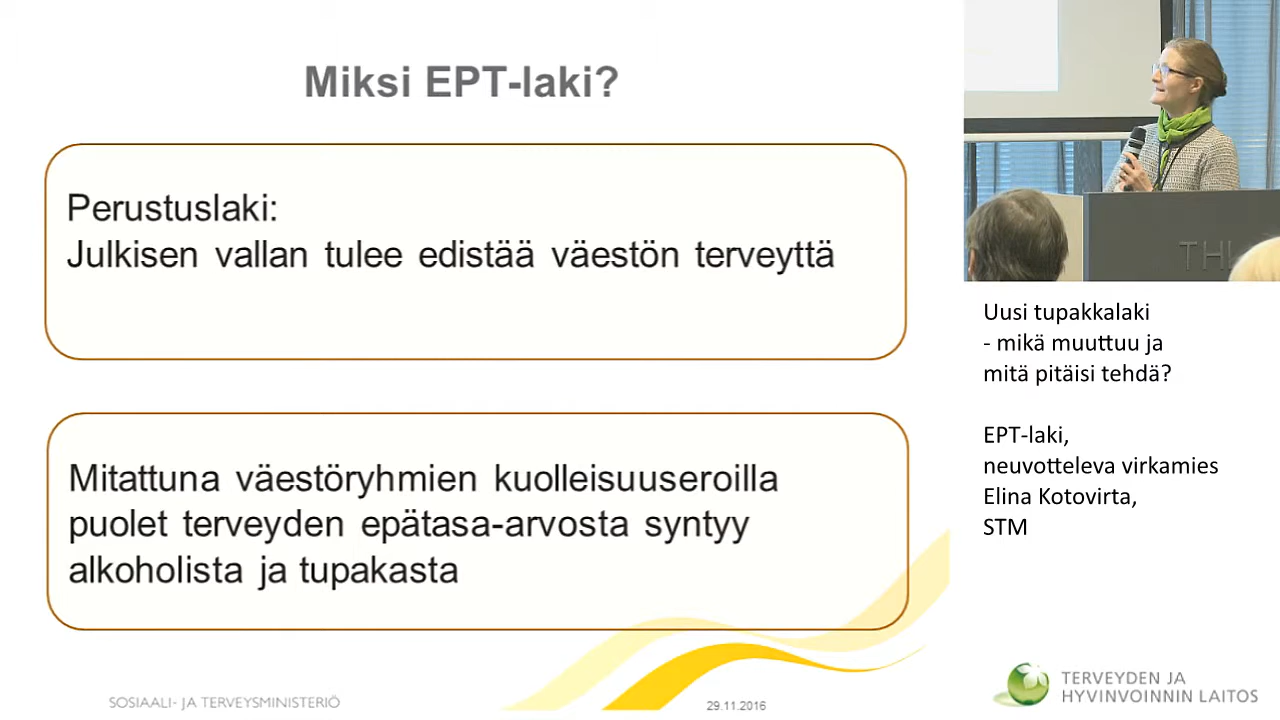 Miksi EPT-laki?
Perustuslaki:
Julkisen vallan tulee edistää väestön terveyttä
Mitattuna väestöryhmien kuolleisuuseroilla
puolet terveyden epätasa-arvosta syntyy
alkoholista ja tupakasta
SOSIAALI- JA TERVEYSMINISTERIÖ
29.11.2016
THL
Uusi tupakkalaki
- mikä muuttuu ja
mitä pitäisi tehdä?
EPT-laki,
neuvotteleva virkamies
Elina Kotovirta,
STM
TERVEYDEN JA
HYVINVOINNIN LAITOS